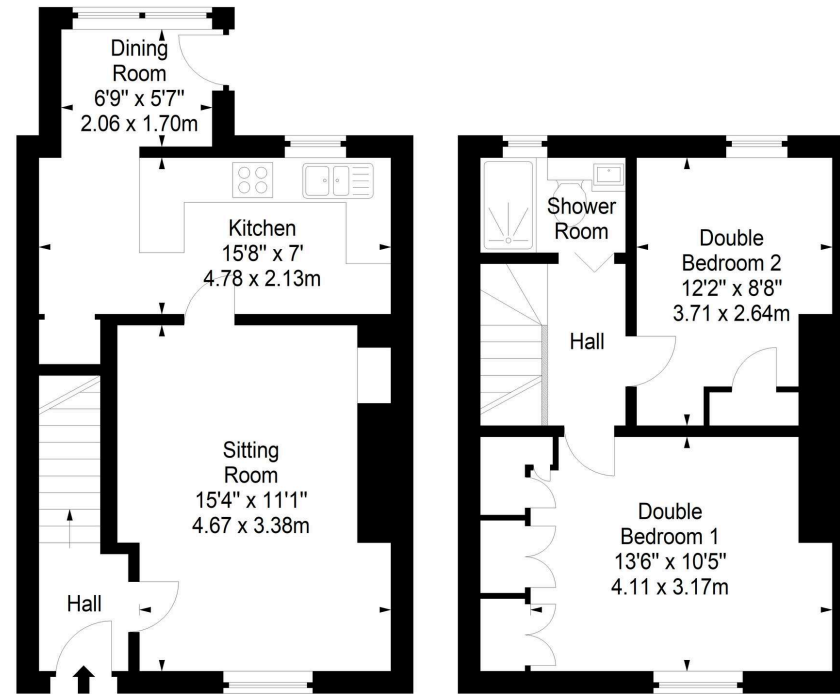 Dining
Room
6'9" x 5'7"
2.06 x 1.70m
Kitchen
15'8" x 7'
4.78 x 2.13m
Sitting
Room
15'4" x 11'1"
4.67 x 3.38m
Hall
Shower
Room
Double
Bedroom 2
12'2" x 8'8"
3.71 x 2.64m
Hall
Double
Bedroom 1
13'6" x 10'5"
4.11 x 3.17m